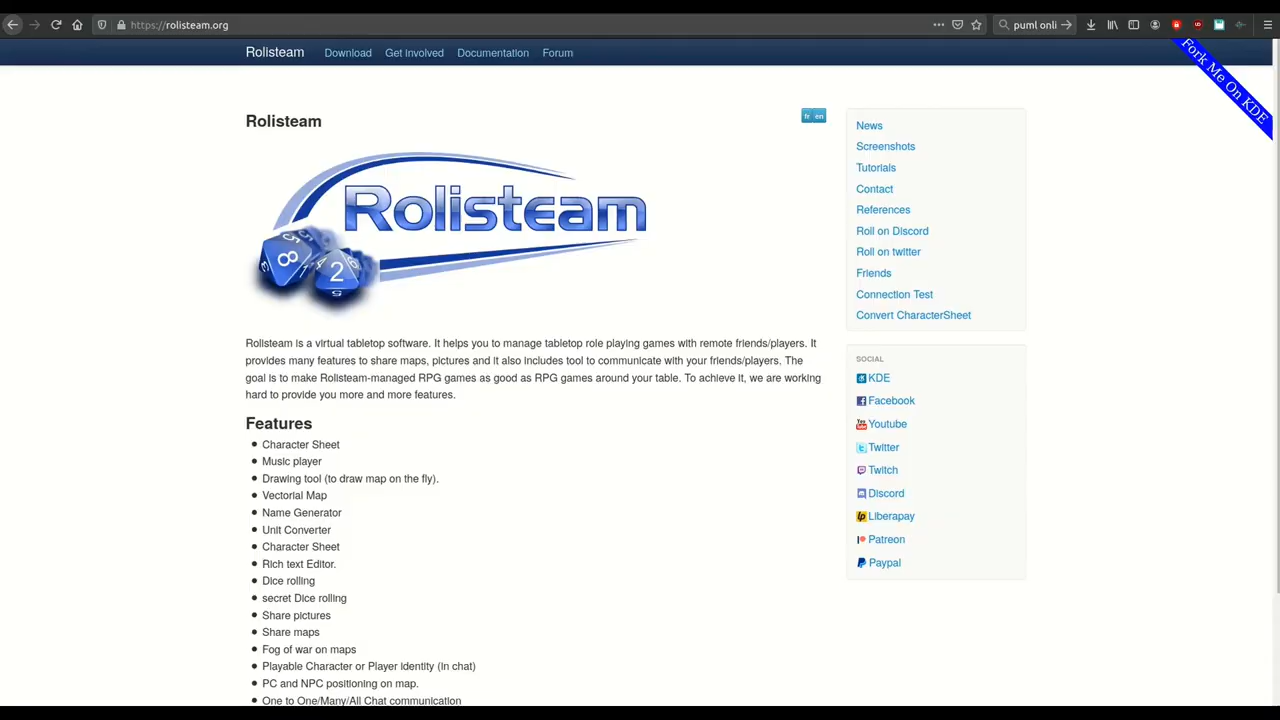 https://rolisteam.org
puml onli
Rolisteam Download Get involved Documentation Forum
Fork Me On KDE
Rolisteam
fr en
Rolisteam
8
2
Rolisteam is a virtual tabletop software. It helps you to manage tabletop role playing games with remote friends/players. It
provides many features to share maps, pictures and it also includes tool to communicate with your friends/players. The
goal is to make Rolisteam-managed RPG games as good as RPG games around your table. To achieve it, we are working
hard to provide you more and more features.
Features
Character Sheet
Music player
Drawing tool (to draw map on the fly).
Vectorial Map
Name Generator
Unit Converter
Character Sheet
Rich text Editor.
Dice rolling
secret Dice rolling
Share pictures
Share maps
Fog of war on maps
Playable Character or Player identity (in chat)
PC and NPC positioning on map.
One to One/Many/All Chat communication
News
Screenshots
Tutorials
Contact
References
Roll on Discord
Roll on twitter
Friends
Connection Test
Convert CharacterSheet
SOCIAL
KDE
Facebook
Youtube
Twitter
Twitch
Discord
Liberapay
Patreon
Paypal